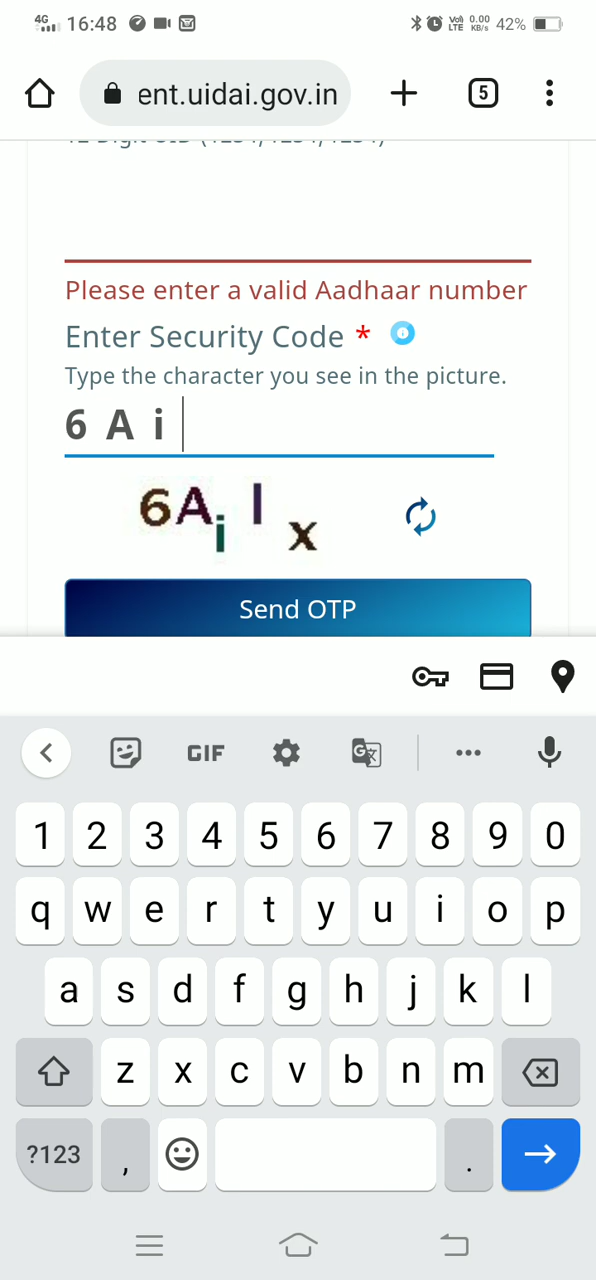 4G 16:48 VoI) LTE 0.00 KB/s 42%
ent.uidai.gov.in 5
Please enter a valid Aadhaar number
Enter Security Code *
Type the character you see in the picture.
6 A i
Send OTP
GIF
1 2 3 4 5 6 7 8 9 0
q w e r t y u i o p
a s d f g h j k l
z x c v b n m
?123 , .